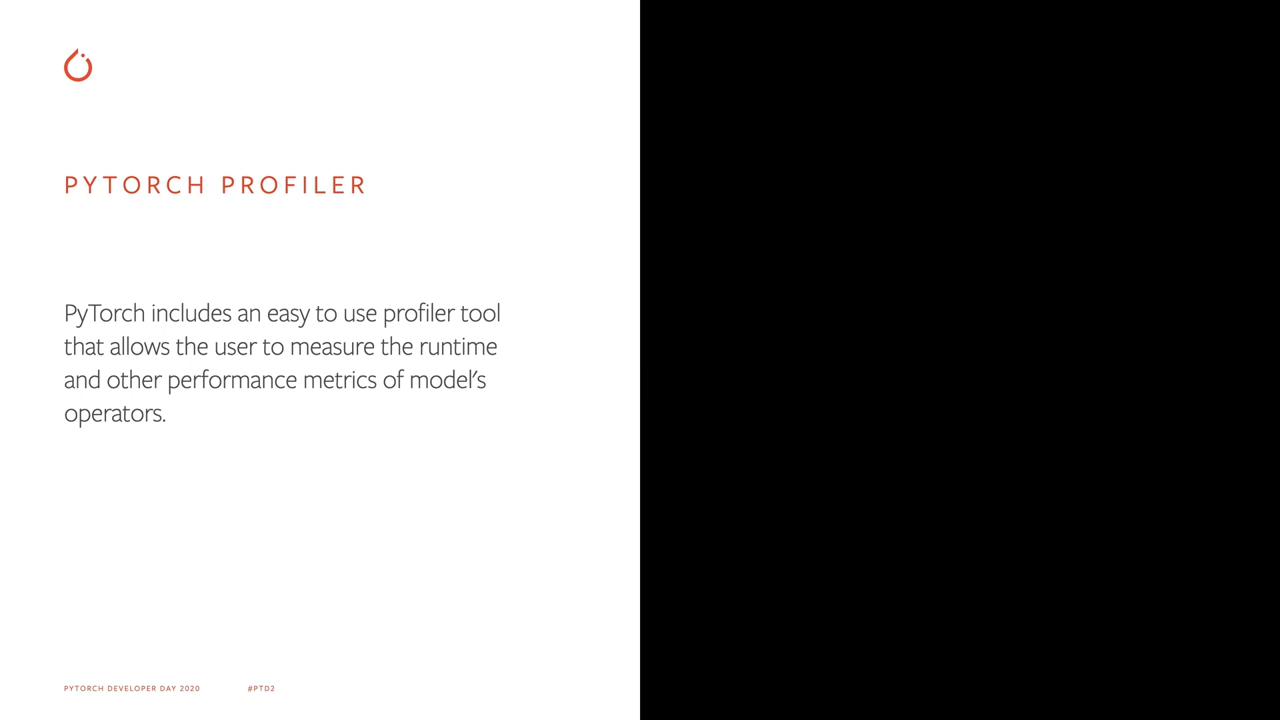 PYTORCH PROFILER
PyTorch includes an easy to use profiler tool
that allows the user to measure the runtime
and other performance metrics of model's
operators.
PYTORCH DEVELOPER DAY 2020 #PTD2